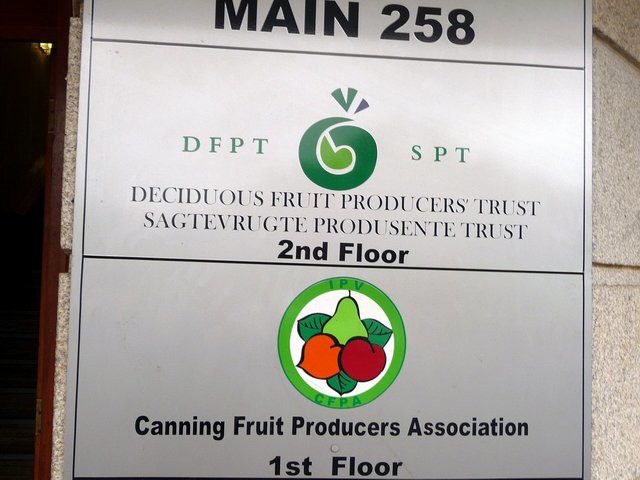 MAIN 258
DFPT SPT
DECIDUOUS FRUIT PRODUCERS' TRUST
SAGTEVRUGTE PRODUSENTE TRUST
2nd Floor
IPV
CFPA
Canning Fruit Producers Association
1st Floor